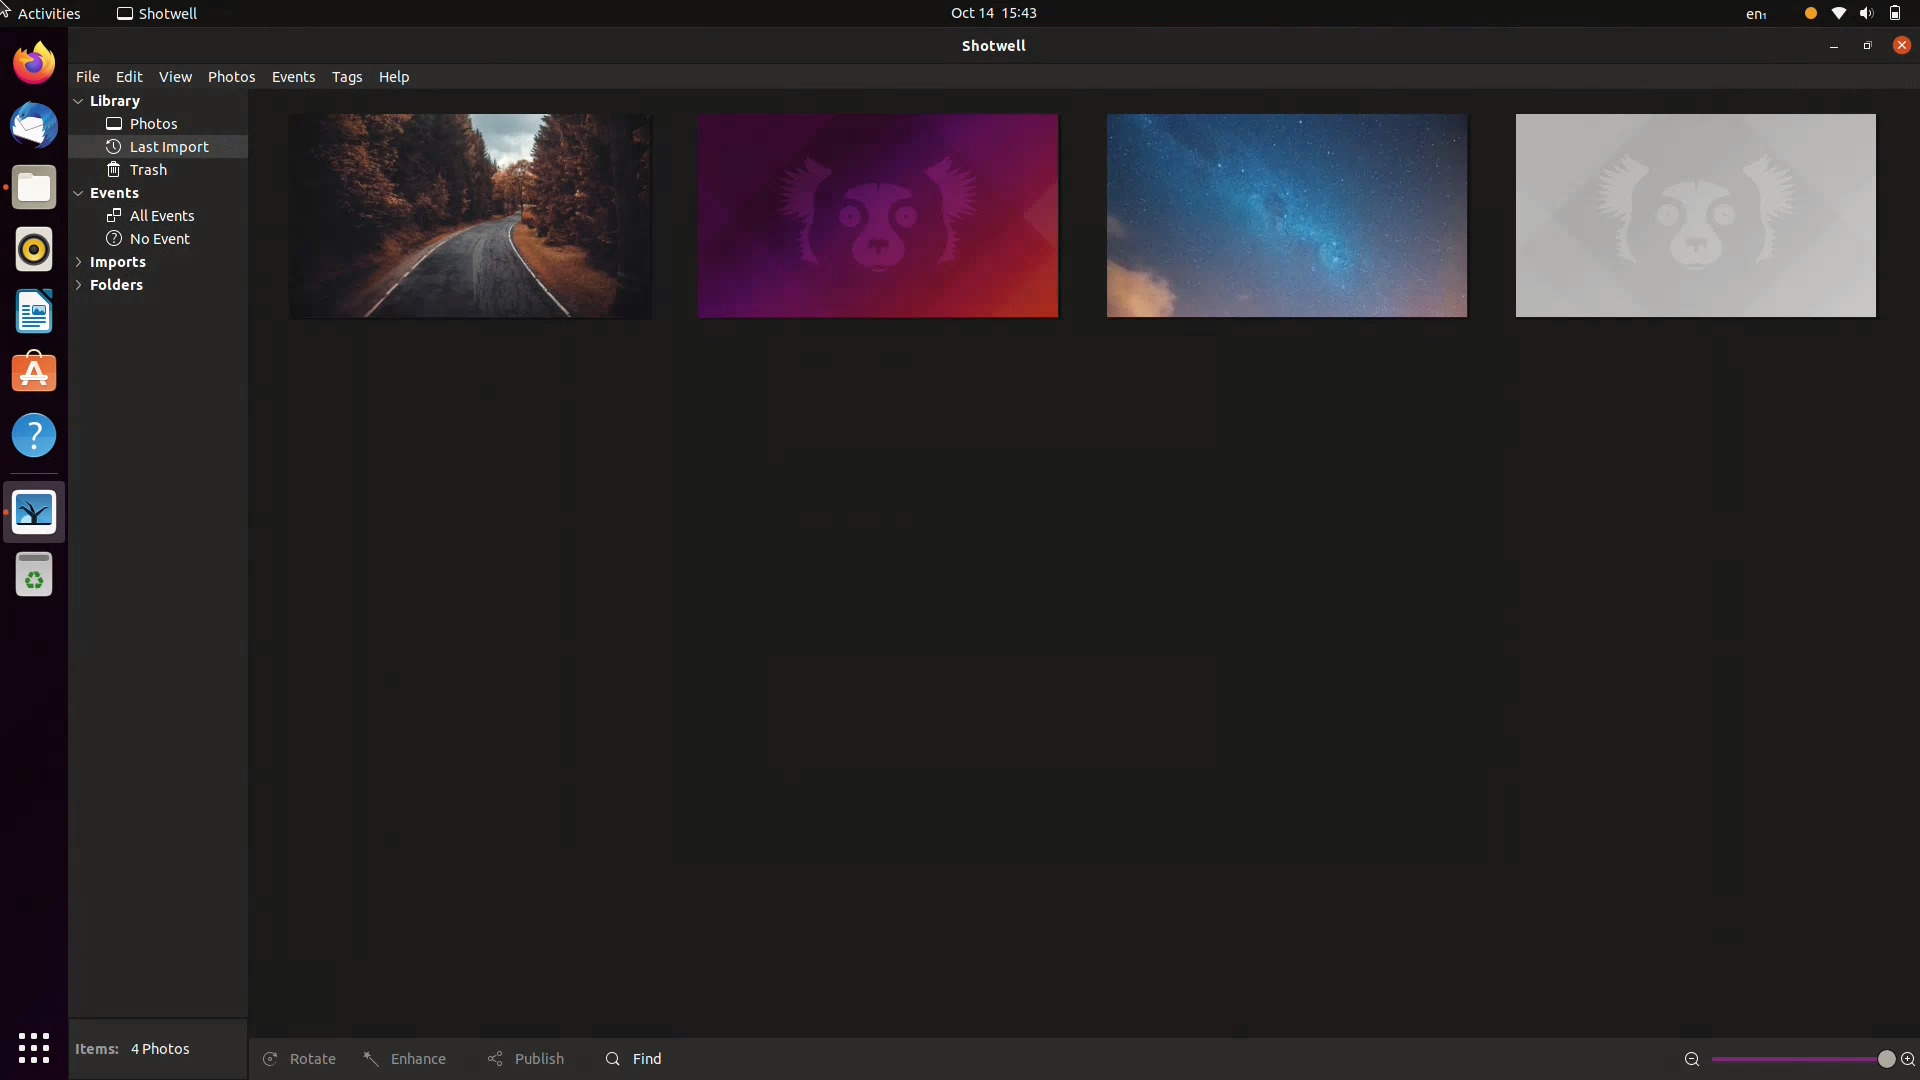 Activities
Shotwell
Oct 14 15:43
en₁
Shotwell
File Edit View Photos Events Tags Help
Library
Photos
Last Import
Trash
Events
All Events
No Event
Imports
Folders
Items: 4 Photos
Rotate
Enhance
Publish
Find